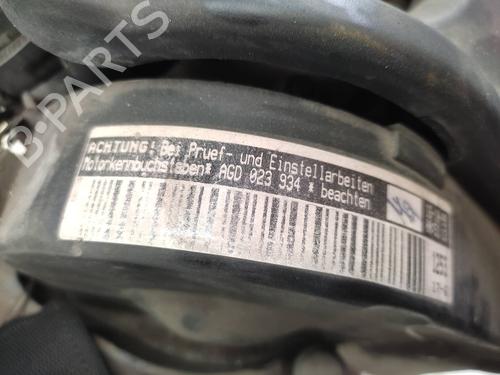 B-PARTS
ACHTUNG! Bei Pruef- und Einstellarbeiten
Motorkennbuchstaben* AGD 023 934 * beachten